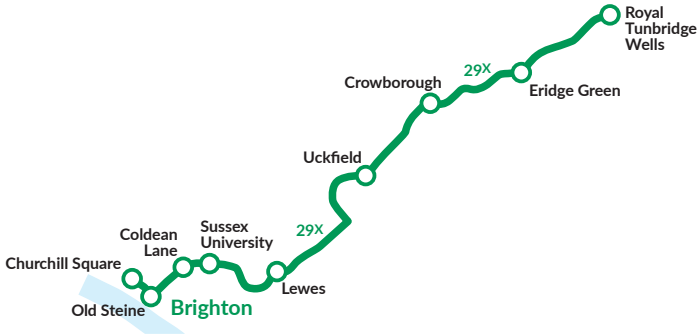 Royal
Tunbridge
Wells
29X
Crowborough
Eridge Green
Uckfield
29X
Sussex
University
Coldean
Lane
Churchill Square
Lewes
Old Steine
Brighton